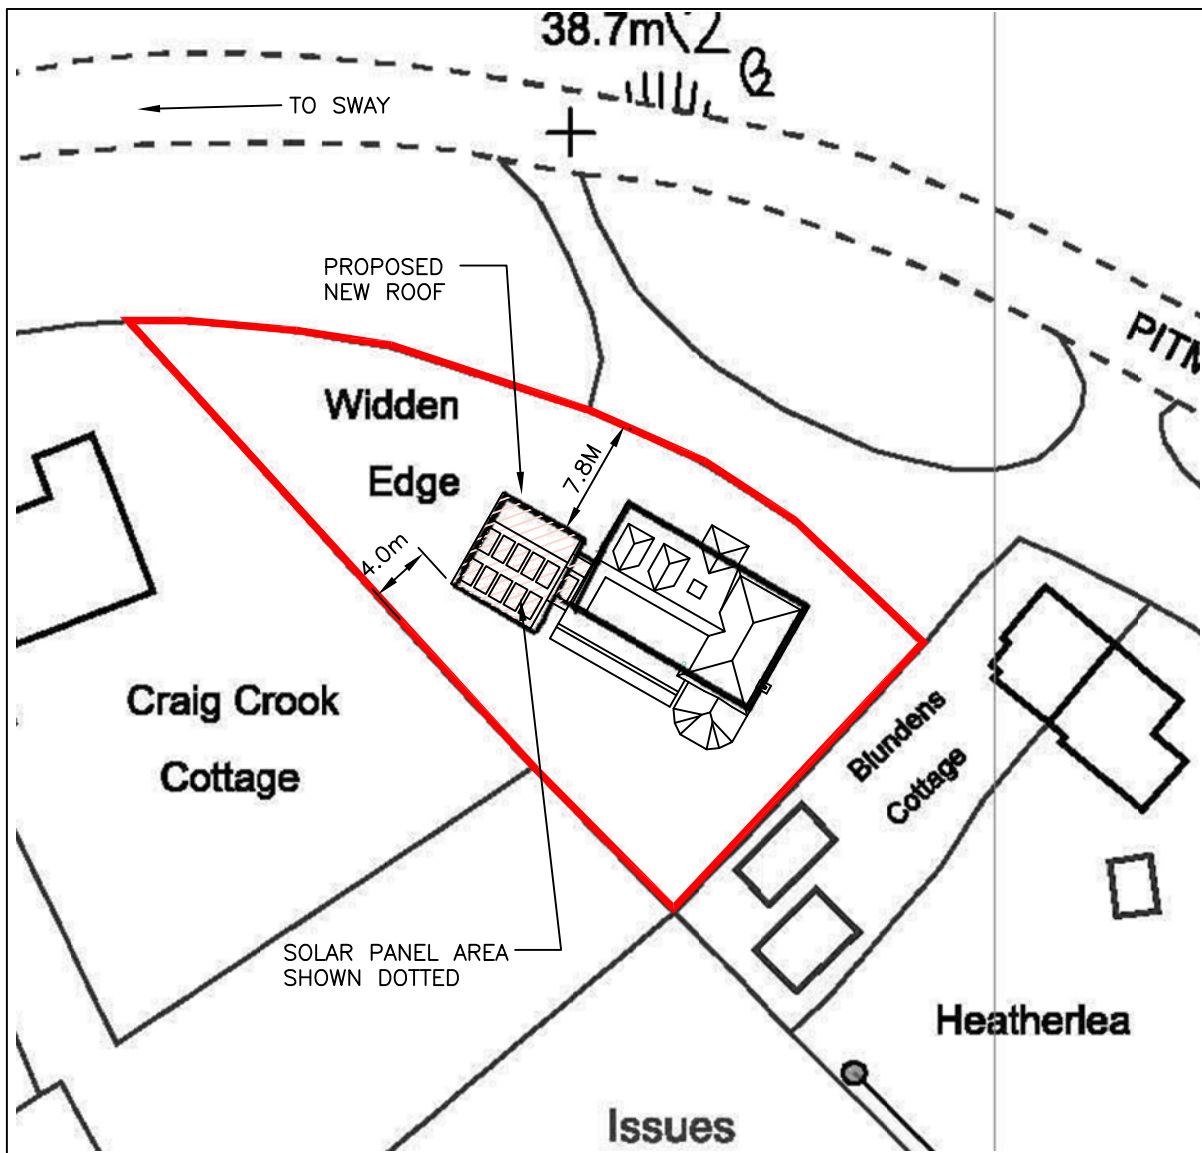 38.7m
TO SWAY
PROPOSED
NEW ROOF
PITM
Widden
Edge
7.8M
4.0m
Craig Crook
Cottage
Blundens
Cottage
SOLAR PANEL AREA
SHOWN DOTTED
Heatherlea
Issues